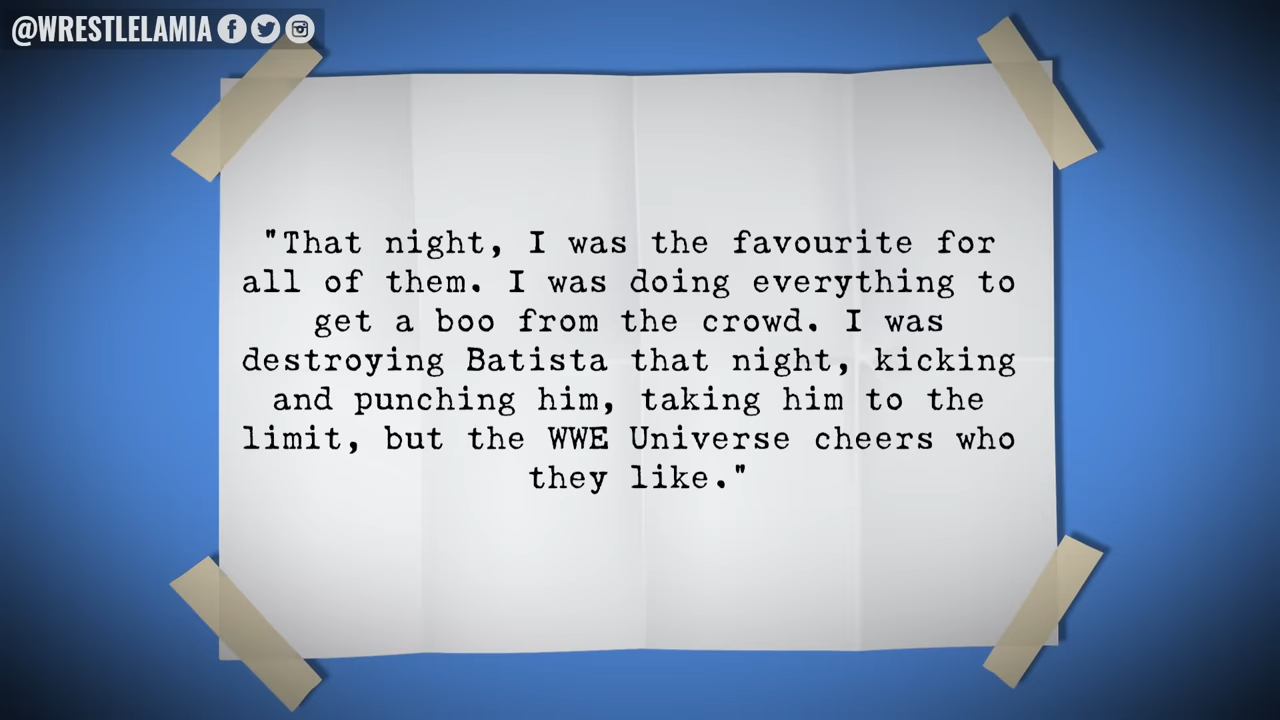 @WRESTLELAMIA
"That night, I was the favourite for
all of them. I was doing everything to
get a boo from the crowd. I was
destroying Batista that night, kicking
and punching him, taking him to the
limit, but the WWE Universe cheers who
they like."